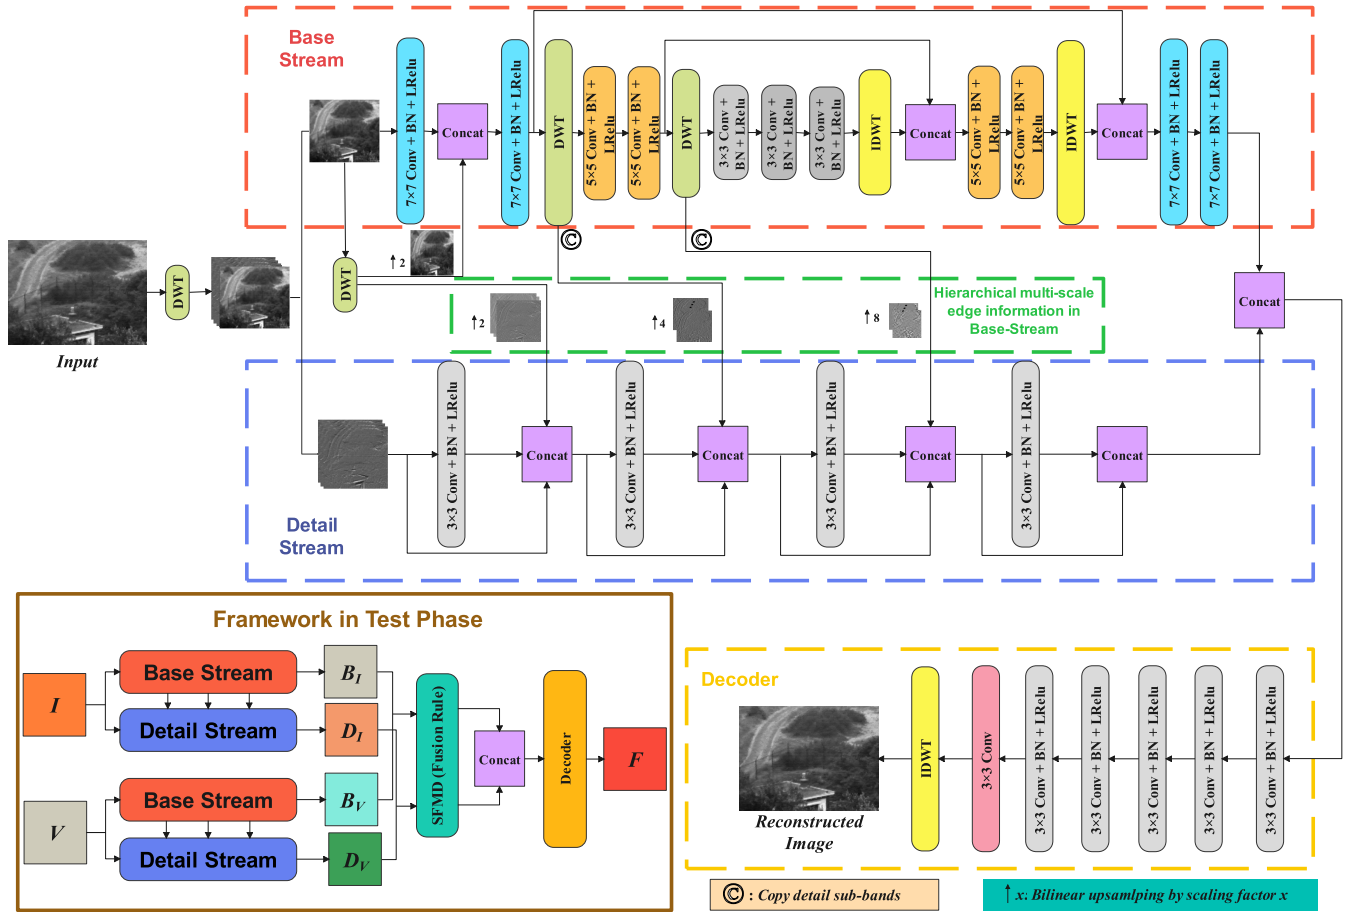 Base
Stream
7×7 Conv + BN + LRelu
Concat
7×7 Conv + BN + LRelu
DWT
5×5 Conv + BN +
LRelu
5×5 Conv + BN +
LRelu
DWT
3×3 Conv +
BN + LRelu
3×3 Conv +
BN + LRelu
3×3 Conv +
BN + LRelu
IDWT
Concat
5×5 Conv + BN +
LRelu
5×5 Conv + BN +
LRelu
IDWT
Concat
7×7 Conv + BN + LRelu
7×7 Conv + BN + LRelu
Input
DWT
DWT
↑ 2
©
©
↑ 2
↑ 4
↑ 8
Hierarchical multi-scale
edge information in
Base-Stream
Concat
3×3 Conv + BN + LRelu
Concat
3×3 Conv + BN + LRelu
Concat
3×3 Conv + BN + LRelu
Concat
3×3 Conv + BN + LRelu
Concat
Detail
Stream
Framework in Test Phase
I
Base Stream
Detail Stream
B_I
D_I
V
Base Stream
Detail Stream
B_V
D_V
SFMD (Fusion Rule)
Concat
Decoder
F
Decoder
Reconstructed
Image
IDWT
3×3 Conv
3×3 Conv + BN + LRelu
3×3 Conv + BN + LRelu
3×3 Conv + BN + LRelu
3×3 Conv + BN + LRelu
3×3 Conv + BN + LRelu
© : Copy detail sub-bands
↑ x: Bilinear upsamlping by scaling factor x